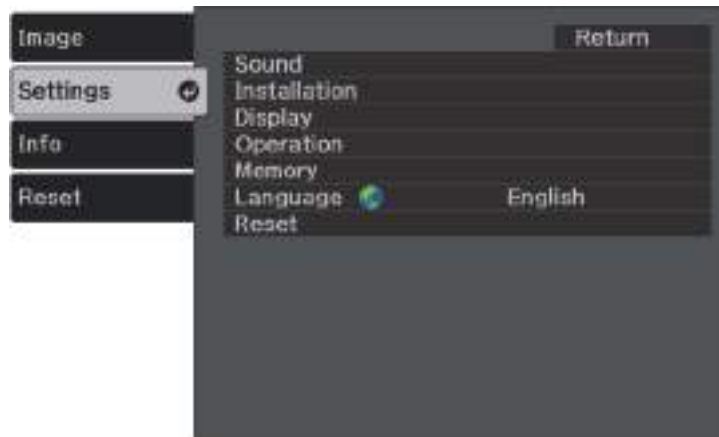 Image
Settings
Info
Reset
Return
Sound
Installation
Display
Operation
Memory
Language English
Reset